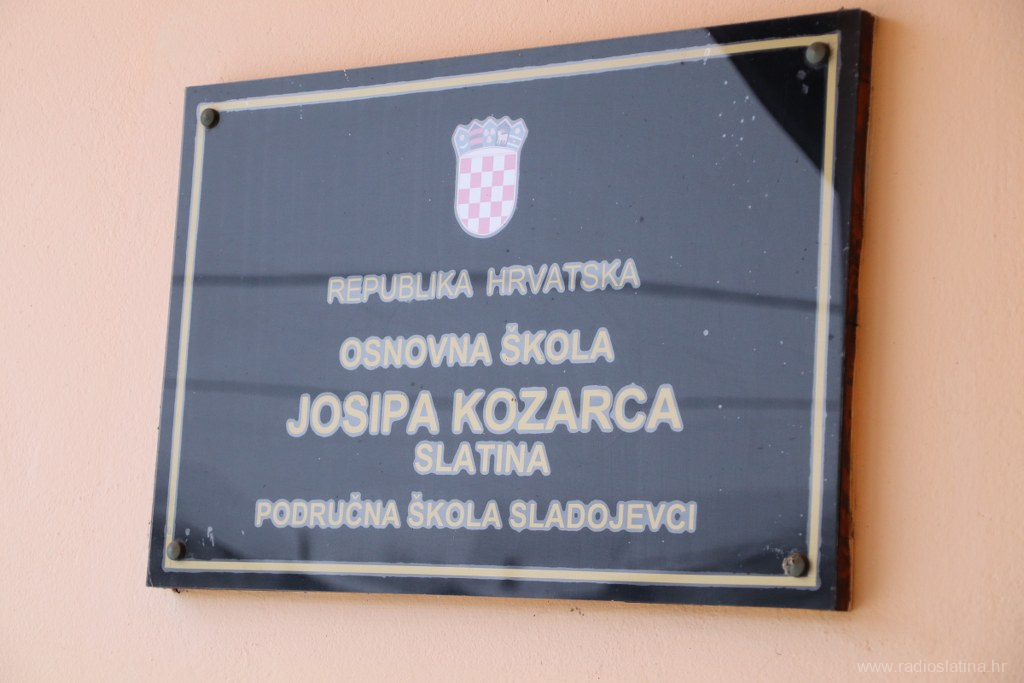 REPUBLIKA HRVATSKA
OSNOVNA ŠKOLA
JOSIPA KOZARCA
SLATINA
PODRUČNA ŠKOLA SLADOJEVCI
www.radioslatina.hr